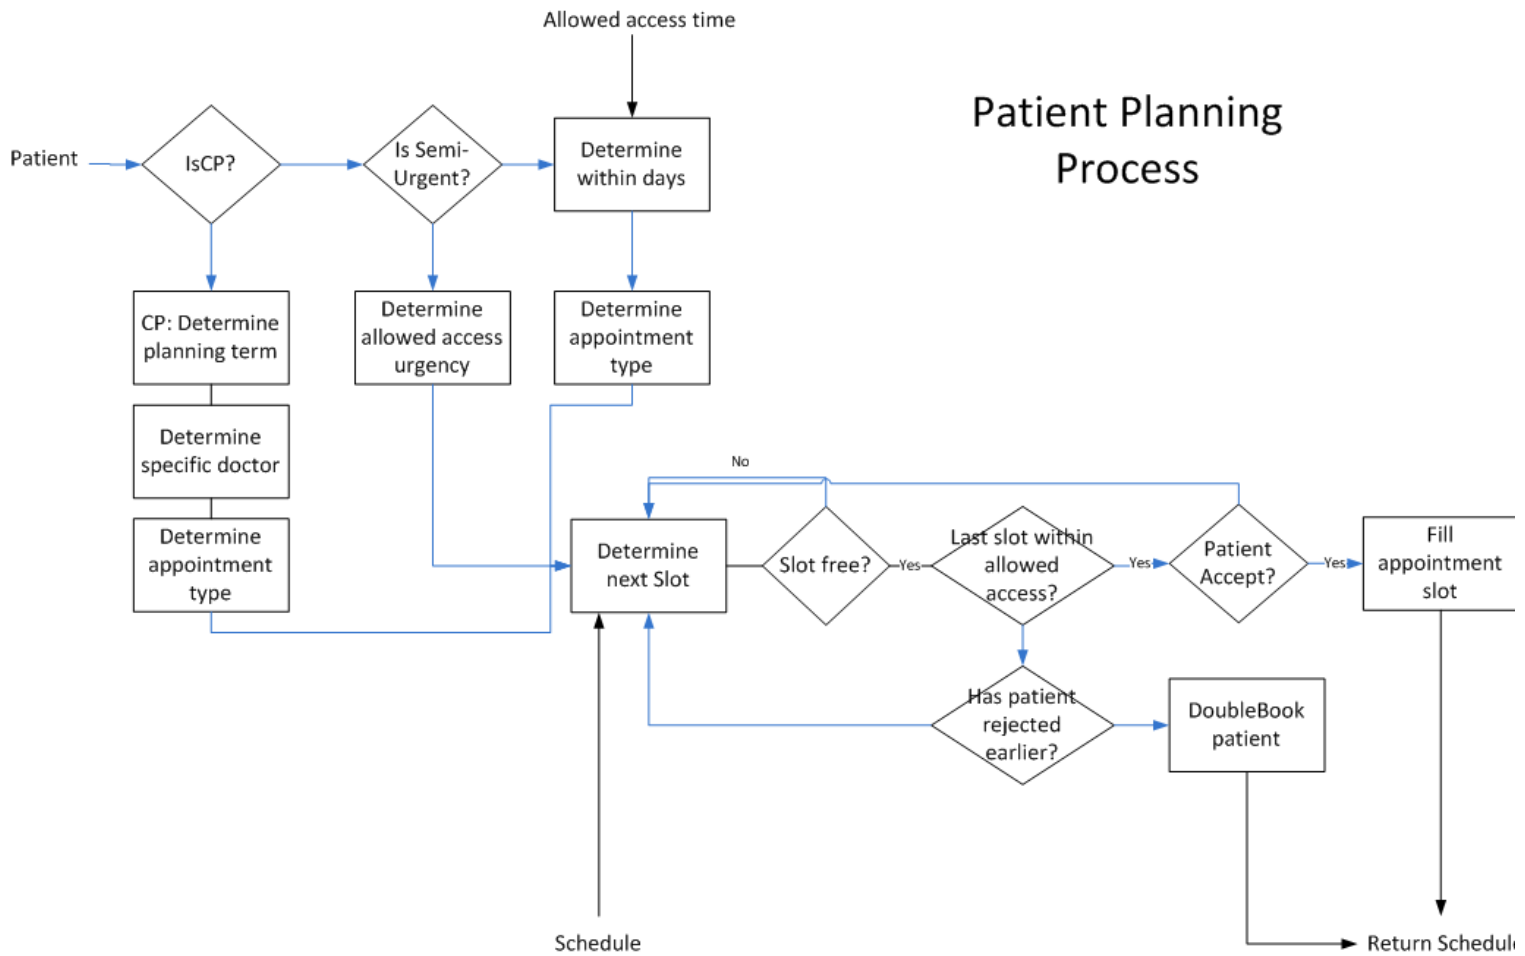 Allowed access time
Patient Planning
Process
Patient
IsCP?
Is Semi-
Urgent?
Determine
within days
CP: Determine
planning term
Determine
allowed access
urgency
Determine
appointment
type
Determine
specific doctor
Determine
appointment
type
No
Determine
next Slot
Slot free?
Yes
Last slot within
allowed
access?
Yes
Patient
Accept?
Yes
Fill
appointment
slot
Has patient
rejected
earlier?
DoubleBook
patient
Schedule
Return Schedule